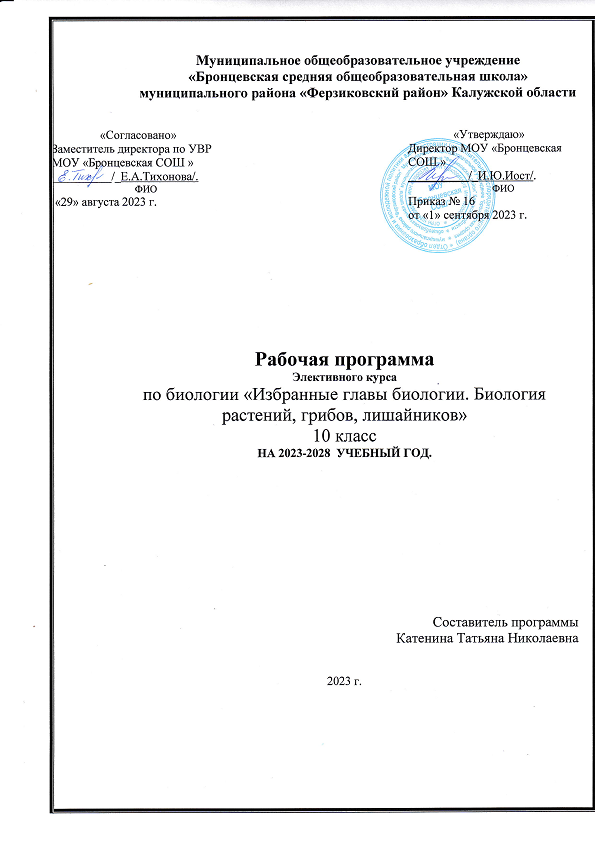 Муниципальное общеобразовательное учреждение
«Бронцевская средняя общеобразовательная школа»
муниципального района «Ферзиковский район» Калужской области
«Согласовано»
Заместитель директора по УВР
МОУ «Бронцевская СОШ »
/ Е.А.Тихонова/.
ФИО
«29» августа 2023 г.
«Утверждаю»
Директор МОУ «Бронцевская
СОШ »
/ И.Ю.Иост/.
ФИО
Приказ № 16
от «1» сентября 2023 г.
Рабочая программа
Элективного курса
по биологии «Избранные главы биологии. Биология
растений, грибов, лишайников»
10 класс
НА 2023-2028 УЧЕБНЫЙ ГОД.
Составитель программы
Катенина Татьяна Николаевна
2023 г.